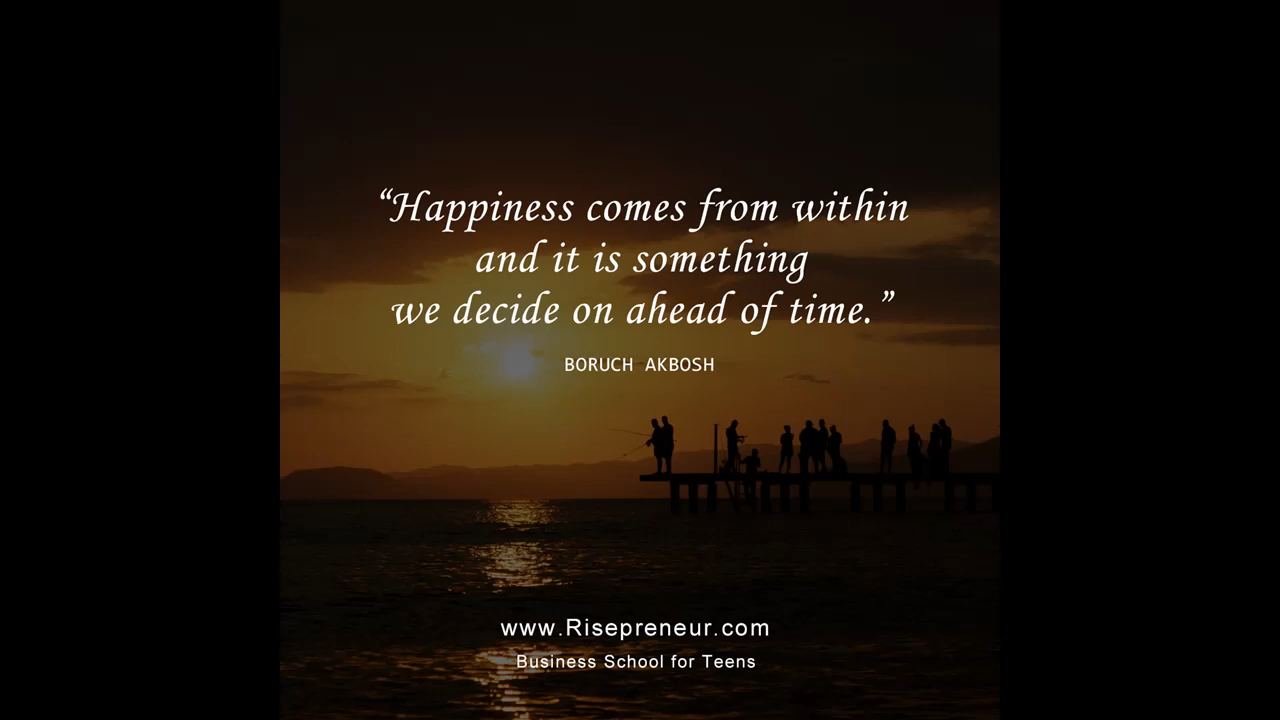 “Happiness comes from within
and it is something
we decide on ahead of time.”
BORUCH AKBOSH
www.Risepreneur.com
Business School for Teens